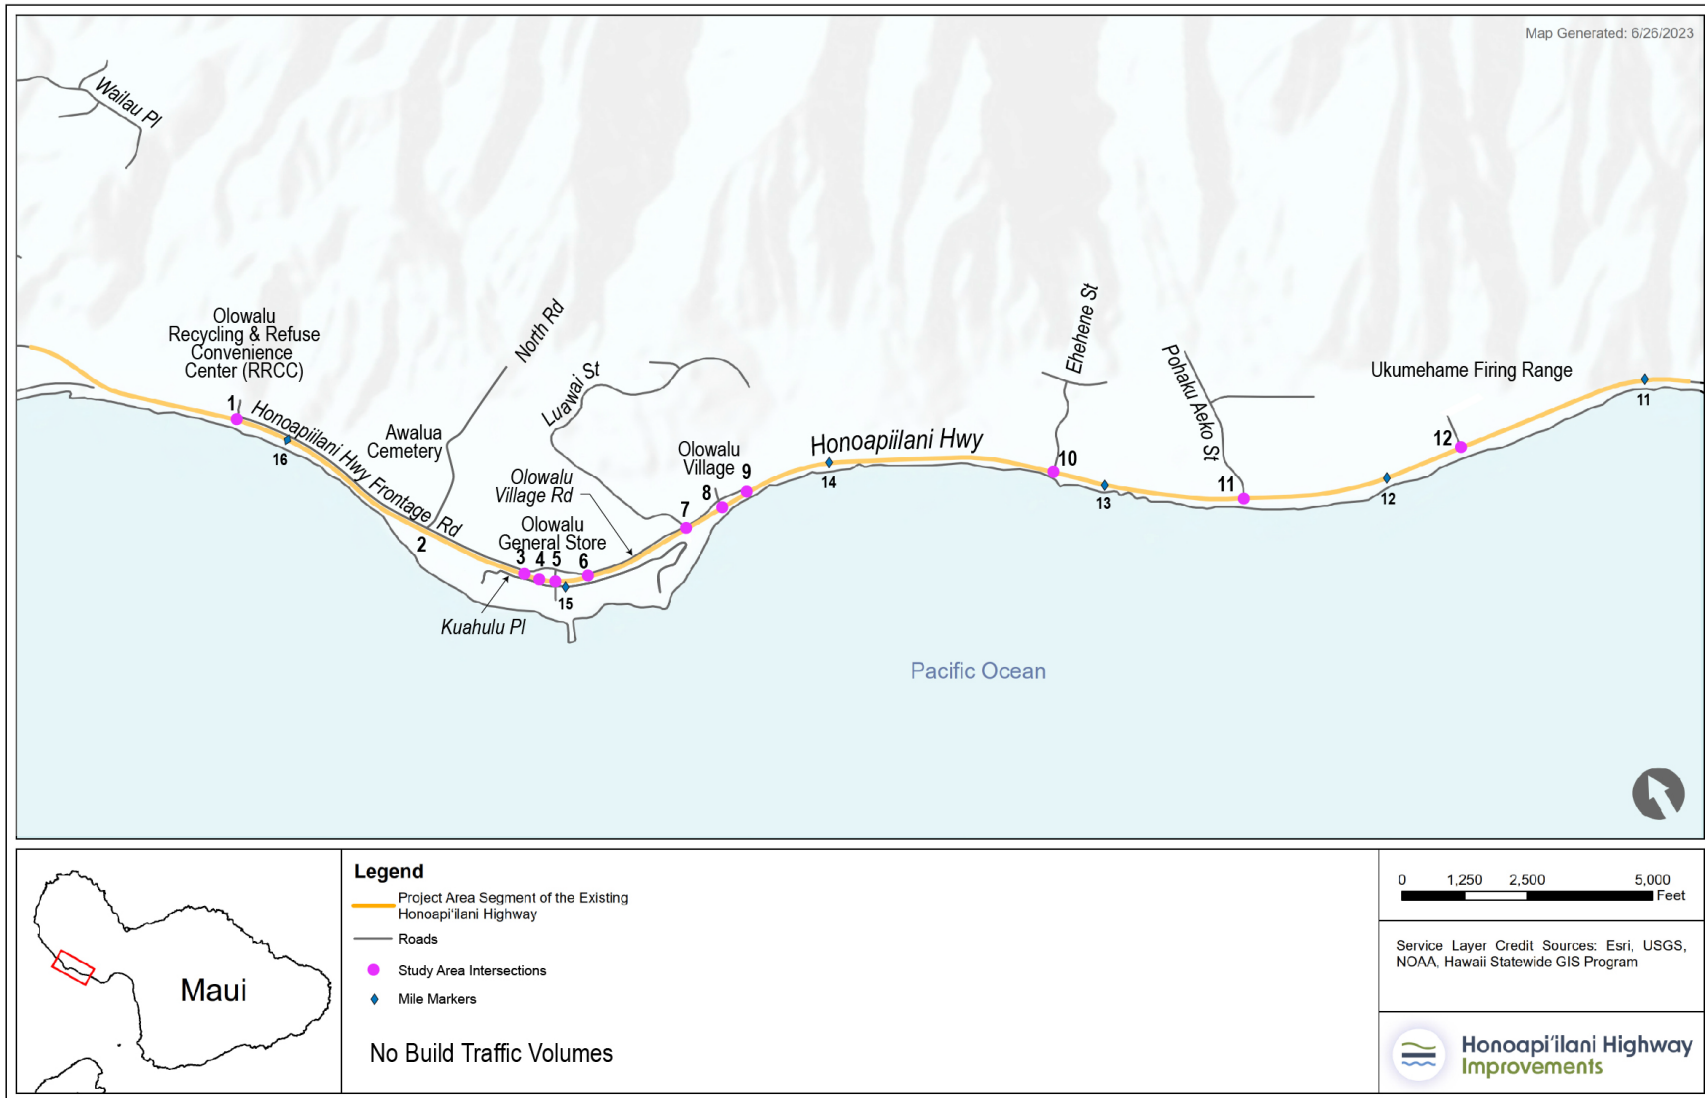 Map Generated: 6/26/2023
Wailau Pl
Olowalu
Recycling & Refuse
Convenience
Center (RRCC)
North Rd
Ehehene St
Pohaku Aeko St
Ukumehame Firing Range
11
1
Honoapiilani Hwy Frontage Rd
16
Awalua
Cemetery
Luawai St
Olowalu
Village
Olowalu
Village Rd
Honoapiilani Hwy
14
10
13
11
12
12
9
8
7
2
Olowalu
General Store
3
4
5
6
15
Kuahulu Pl
Pacific Ocean
Maui
Legend
Project Area Segment of the Existing
Honoapiʻilani Highway
Roads
Study Area Intersections
Mile Markers
No Build Traffic Volumes
0 1,250 2,500 5,000
Feet
Service Layer Credit Sources: Esri, USGS,
NOAA, Hawaii Statewide GIS Program
Honoapiʻilani Highway
Improvements